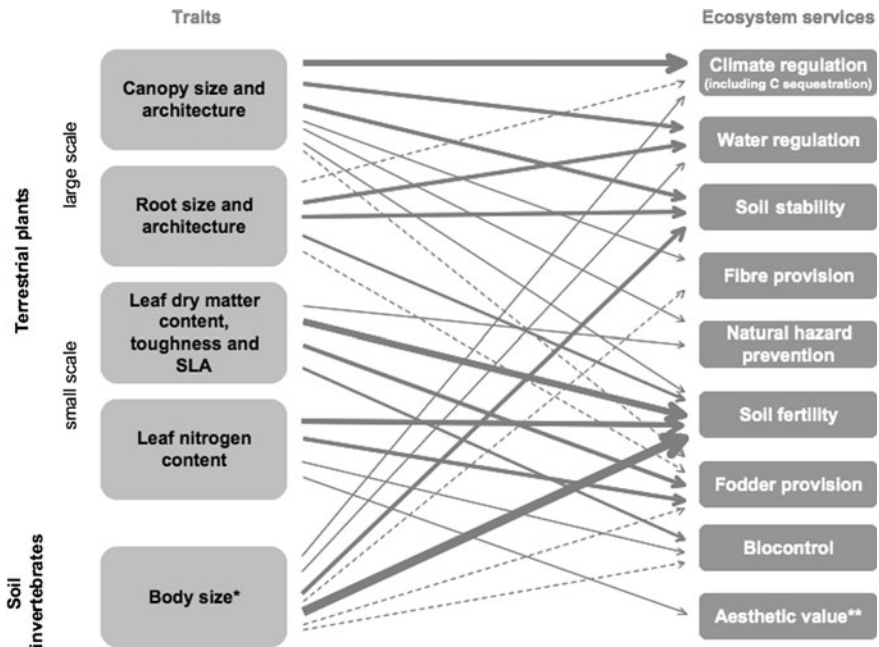 Traits
Ecosystem services
Terrestrial plants
large scale
small scale
Soil
invertebrates
Canopy size and
architecture
Root size and
architecture
Leaf dry matter
content,
toughness and
SLA
Leaf nitrogen
content
Body size*
Climate regulation
(including C sequestration)
Water regulation
Soil stability
Fibre provision
Natural hazard
prevention
Soil fertility
Fodder provision
Biocontrol
Aesthetic value**